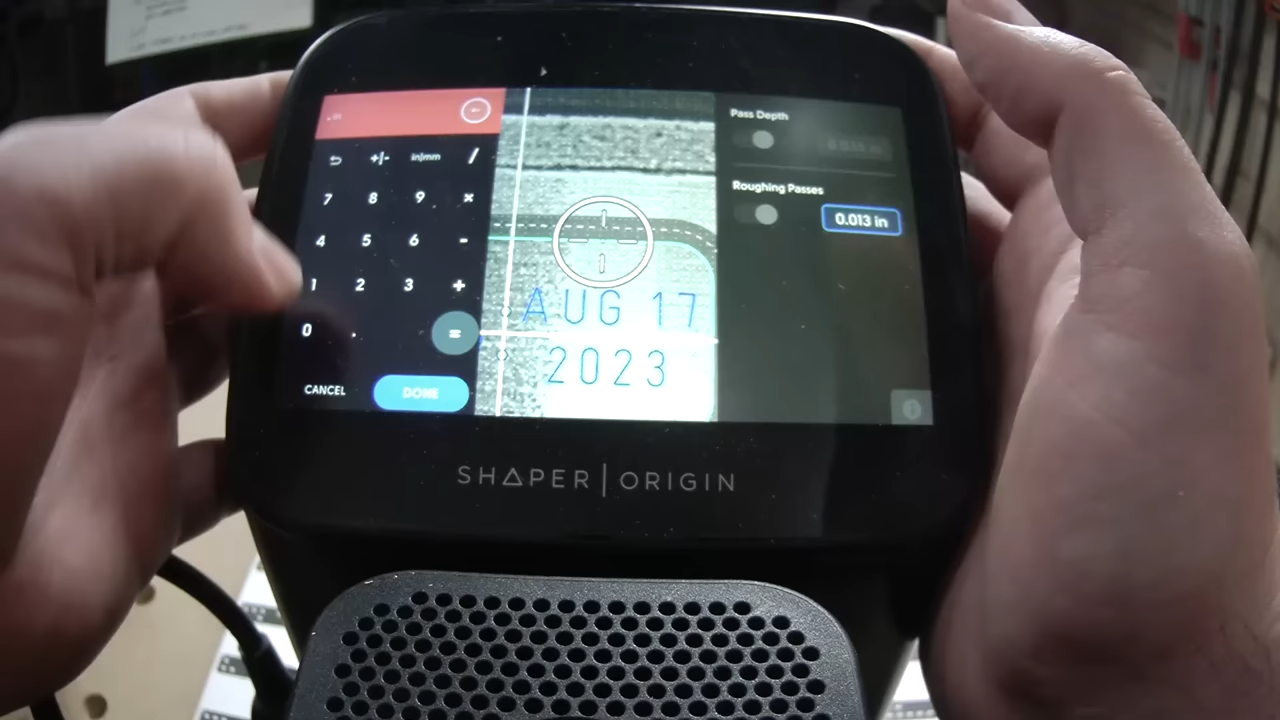 in
+/- in/mm /
7 8 9 ×
4 5 6 -
1 2 3 +
0 . =
CANCEL DONE
AUG 17
2023
Pass Depth
Roughing Passes
0.013 in
SHAPER | ORIGIN